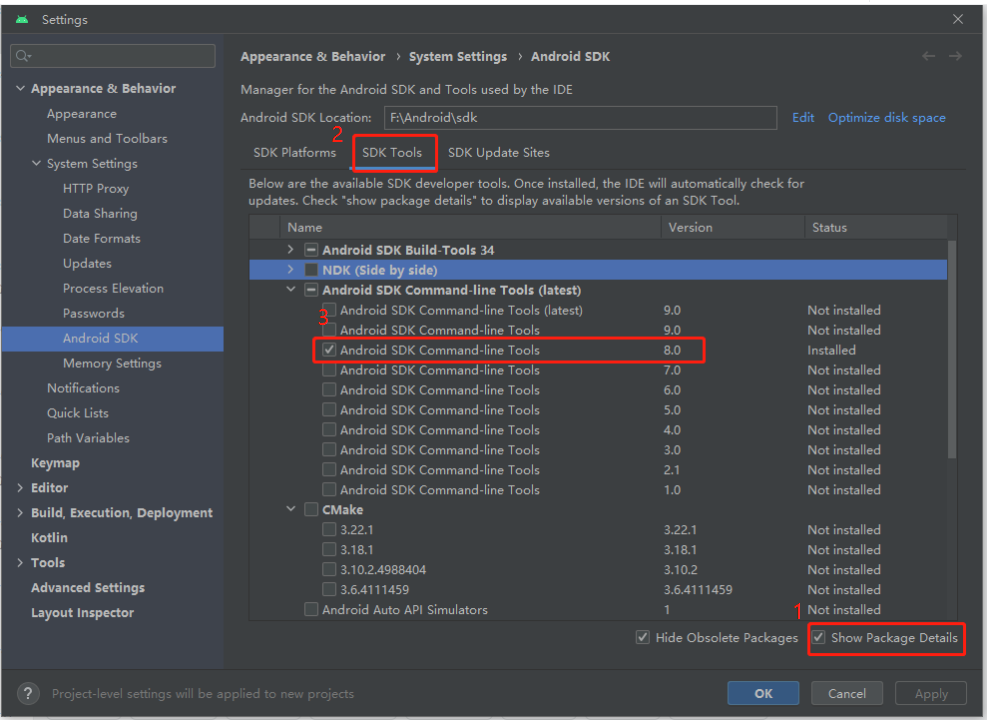 Settings
Appearance & Behavior
Appearance
Menus and Toolbars
System Settings
HTTP Proxy
Data Sharing
Date Formats
Updates
Process Elevation
Passwords
Android SDK
Memory Settings
Notifications
Quick Lists
Path Variables
Keymap
Editor
Build, Execution, Deployment
Kotlin
Tools
Advanced Settings
Layout Inspector
Appearance & Behavior › System Settings › Android SDK
Manager for the Android SDK and Tools used by the IDE
Android SDK Location: F:\Android\sdk Edit Optimize disk space
2
SDK Platforms SDK Tools SDK Update Sites
Below are the available SDK developer tools. Once installed, the IDE will automatically check for
updates. Check "show package details" to display available versions of an SDK Tool.
Name Version Status
Android SDK Build-Tools 34
NDK (Side by side)
Android SDK Command-line Tools (latest)
Android SDK Command-line Tools (latest) 9.0 Not installed
3
Android SDK Command-line Tools 9.0 Not installed
Android SDK Command-line Tools 8.0 Installed
Android SDK Command-line Tools 7.0 Not installed
Android SDK Command-line Tools 6.0 Not installed
Android SDK Command-line Tools 5.0 Not installed
Android SDK Command-line Tools 4.0 Not installed
Android SDK Command-line Tools 3.0 Not installed
Android SDK Command-line Tools 2.1 Not installed
Android SDK Command-line Tools 1.0 Not installed
CMake
3.22.1 3.22.1 Not installed
3.18.1 3.18.1 Not installed
3.10.2.4988404 3.10.2 Not installed
3.6.4111459 3.6.4111459 Not installed
Android Auto API Simulators 1 Not installed
1
Hide Obsolete Packages Show Package Details
? Project-level settings will be applied to new projects
OK Cancel Apply